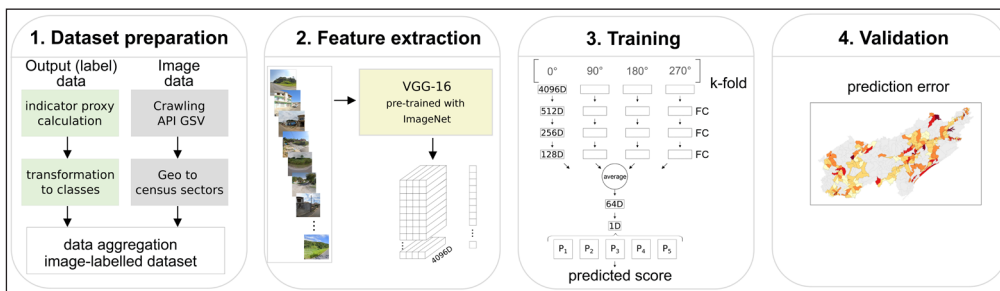 1. Dataset preparation
Output (label)
data
Image
data
indicator proxy
calculation
Crawling
API GSV
transformation
to classes
Geo to
census sectors
data aggregation
image-labelled dataset
2. Feature extraction
VGG-16
pre-trained with
ImageNet
4096D
3. Training
0° 90° 180° 270°
k-fold
4096D
512D FC
256D FC
128D FC
average
64D
1D
P1 P2 P3 P4 P5
predicted score
4. Validation
prediction error